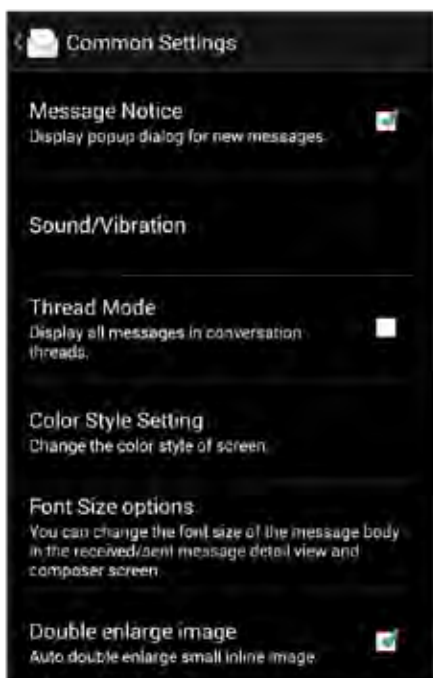 Common Settings
Message Notice
Display popup dialog for new messages.
Sound/Vibration
Thread Mode
Display all messages in conversation
threads.
Color Style Setting
Change the color style of screen.
Font Size options
You can change the font size of the message body
in the received/sent message detail view and
composer screen
Double enlarge image
Auto double enlarge small inline image